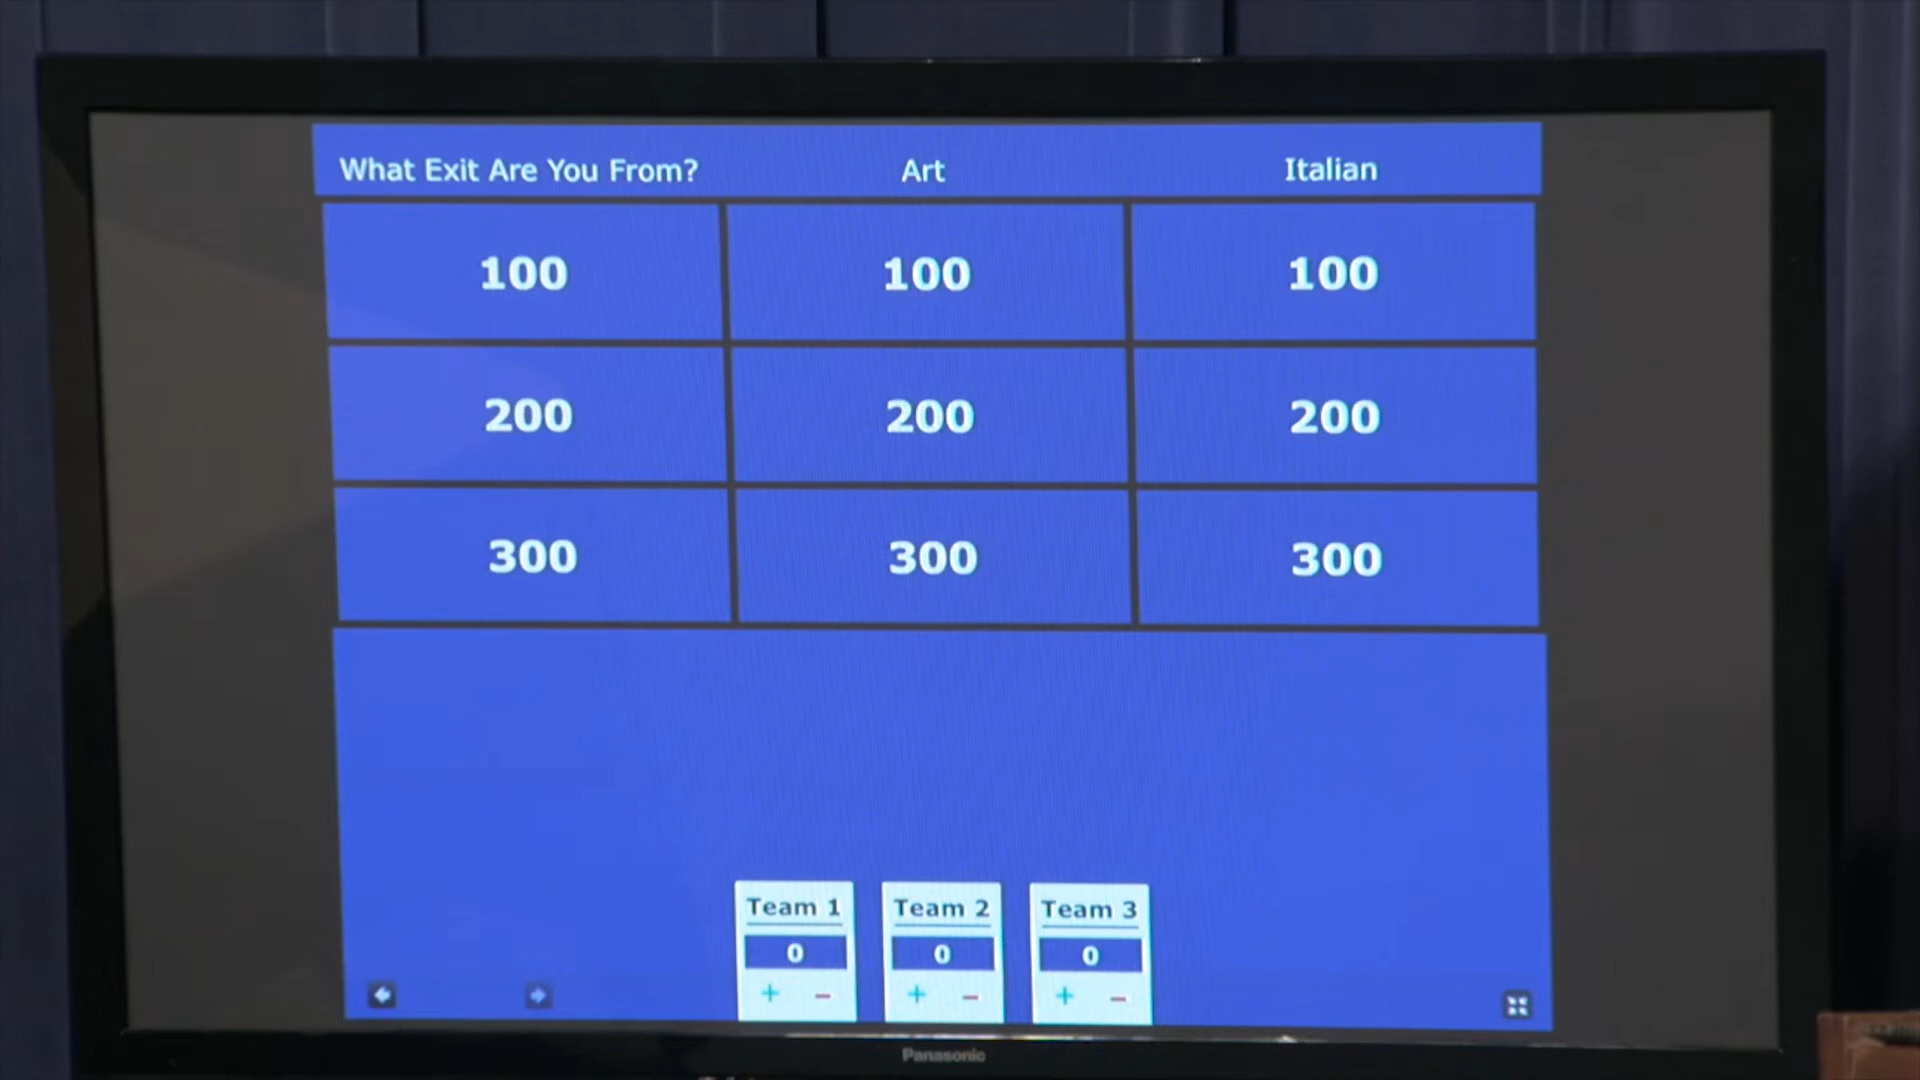 What Exit Are You From? Art Italian
100 100 100
200 200 200
300 300 300
Team 1 Team 2 Team 3
0 0 0
+ − + − + −
Panasonic